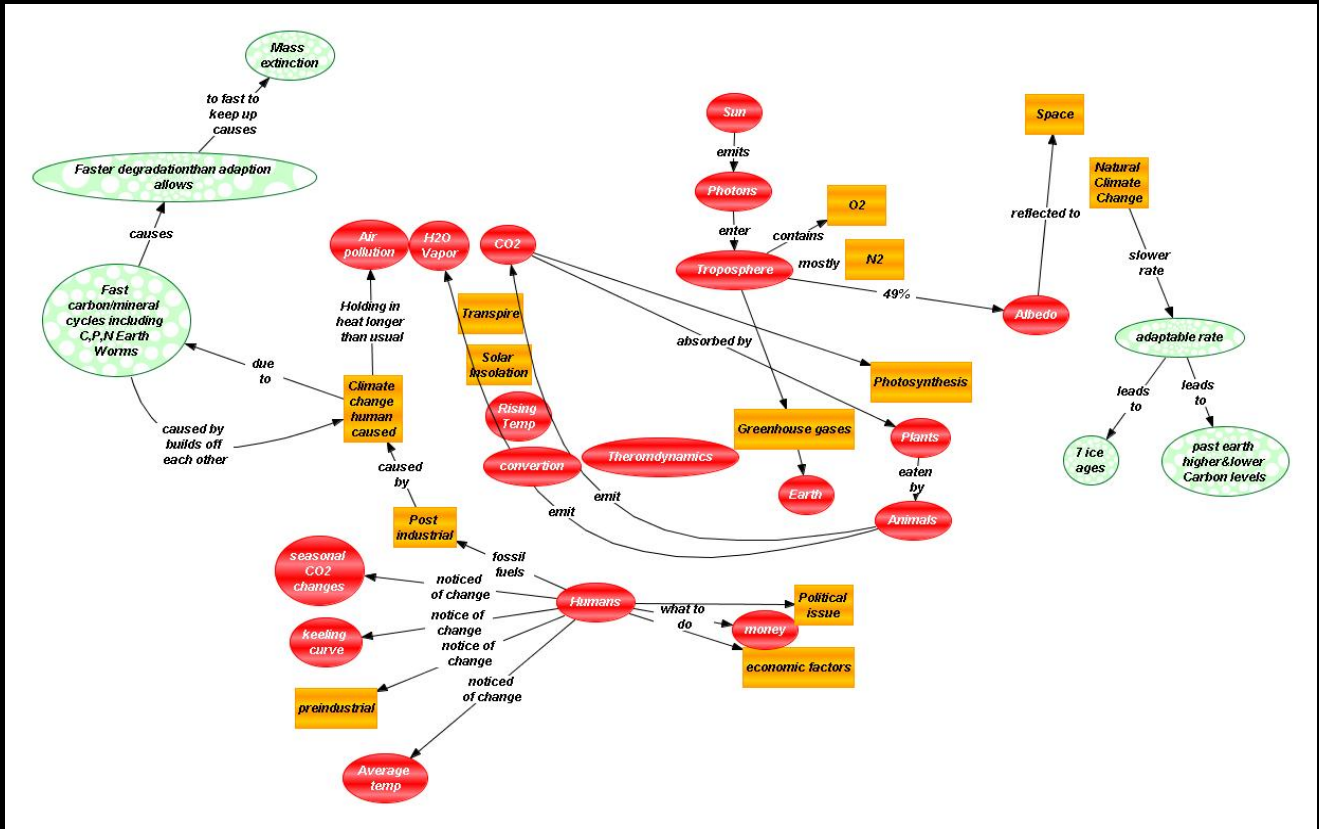 Mass
extinction
to fast to
keep up
causes
Faster degradationthan adaption
allows
causes
Fast
carbon/mineral
cycles including
C,P,N Earth
Worms
due
to
caused by
builds off
each other
Air
pollution
H2O
Vapor
CO2
Holding in
heat longer
than usual
Climate
change
human
caused
caused
by
Post
industrial
fossil
fuels
Transpire
Solar
Insolation
Rising
Temp
convertion
Theromdynamics
emit
emit
Sun
emits
Photons
enter
Troposphere
contains
O2
mostly
N2
49%
Albedo
reflected to
Space
absorbed by
Photosynthesis
Greenhouse gases
Earth
Plants
eaten
by
Animals
Natural
Climate
Change
slower
rate
adaptable rate
leads
to
leads
to
7 ice
ages
past earth
higher&lower
Carbon levels
Humans
seasonal
CO2
changes
noticed
of change
keeling
curve
notice of
change
notice of
change
preindustrial
noticed
of change
Average
temp
what to
do
Political
issue
money
economic factors